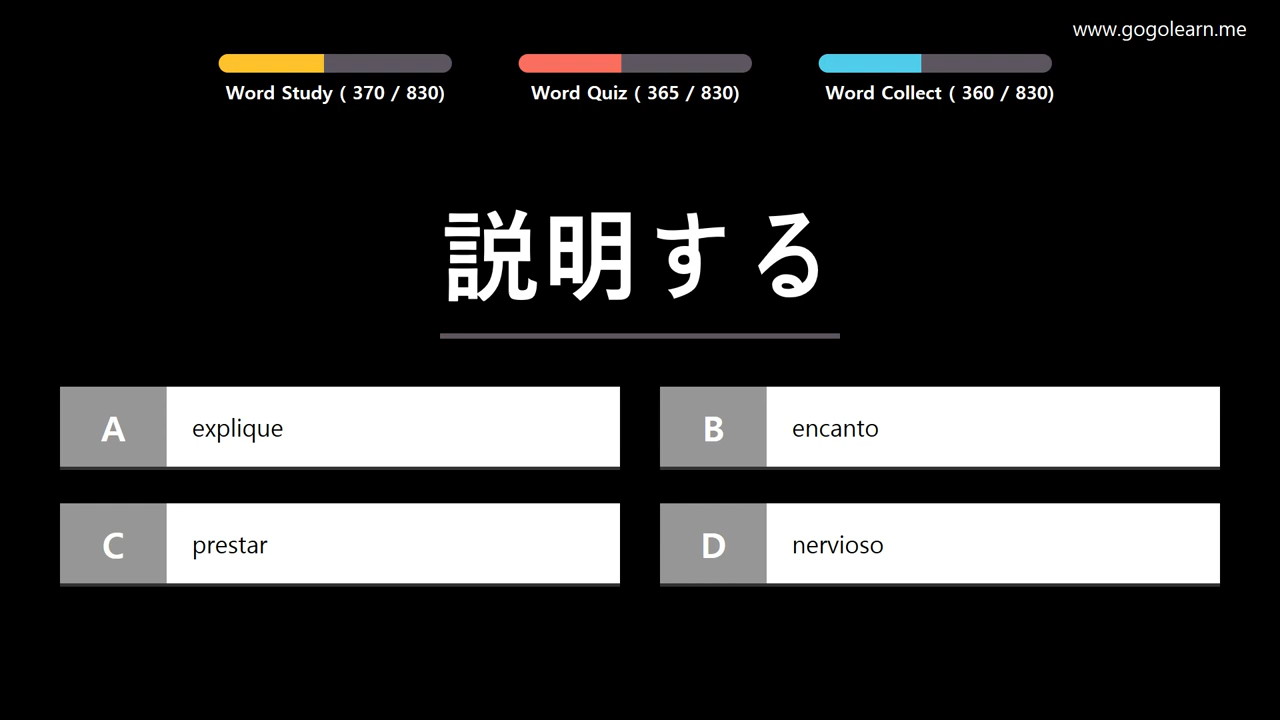 www.gogolearn.me
Word Study ( 370 / 830)
Word Quiz ( 365 / 830)
Word Collect ( 360 / 830)
説明する
A
explique
B
encanto
C
prestar
D
nervioso